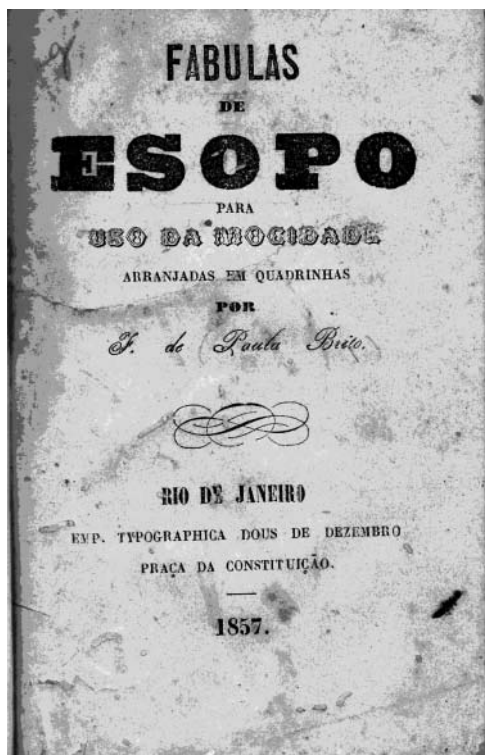 FABULAS
DE
ESOPO
PARA
USO DA MOCIDADE
ARRANJADAS EM QUADRINHAS
POR
F. de Paula Brito.
RIO DE JANEIRO
EMP. TYPOGRAPHICA DOUS DE DEZEMBRO
PRAÇA DA CONSTITUIÇÃO.
1857.